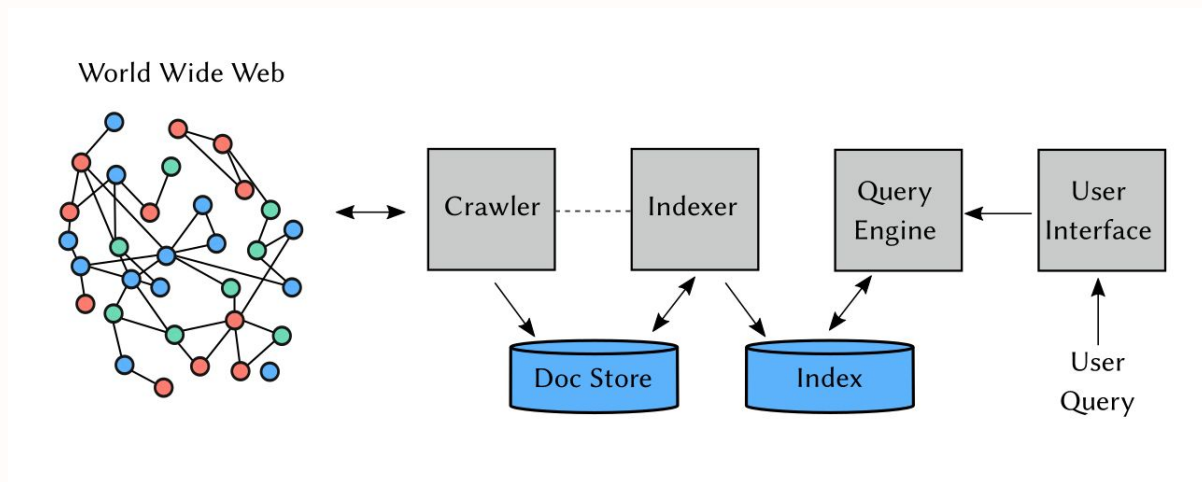 World Wide Web
Crawler
Indexer
Query
Engine
User
Interface
Doc Store
Index
User
Query